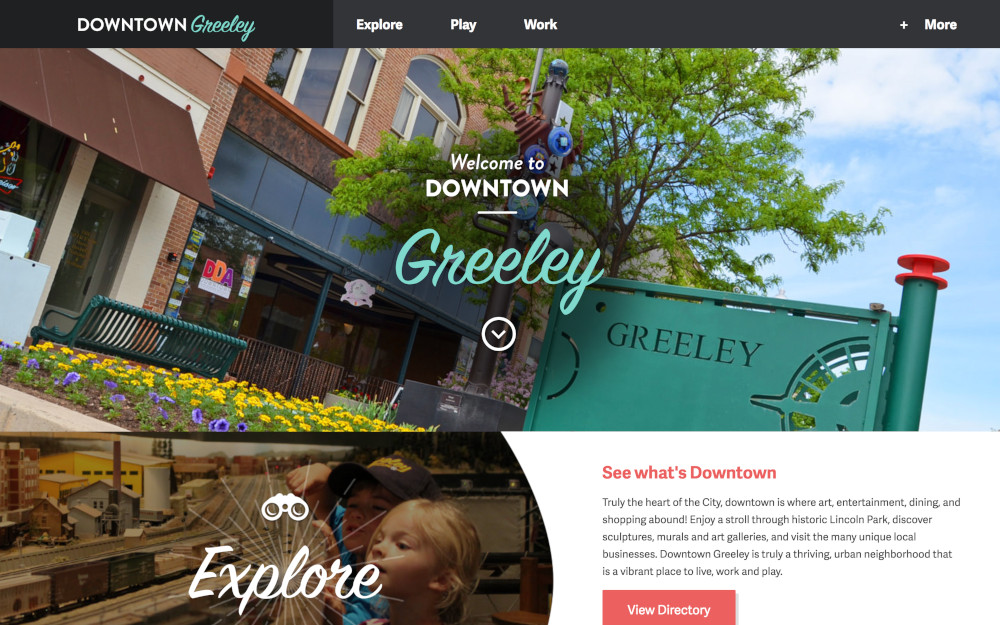 DOWNTOWN Greeley
Explore
Play
Work
+ More
Welcome to
DOWNTOWN
Greeley
DDA
GREELEY
Explore
See what's Downtown
Truly the heart of the City, downtown is where art, entertainment, dining, and
shopping abound! Enjoy a stroll through historic Lincoln Park, discover
sculptures, murals and art galleries, and visit the many unique local
businesses. Downtown Greeley is truly a thriving, urban neighborhood that
is a vibrant place to live, work and play.
View Directory